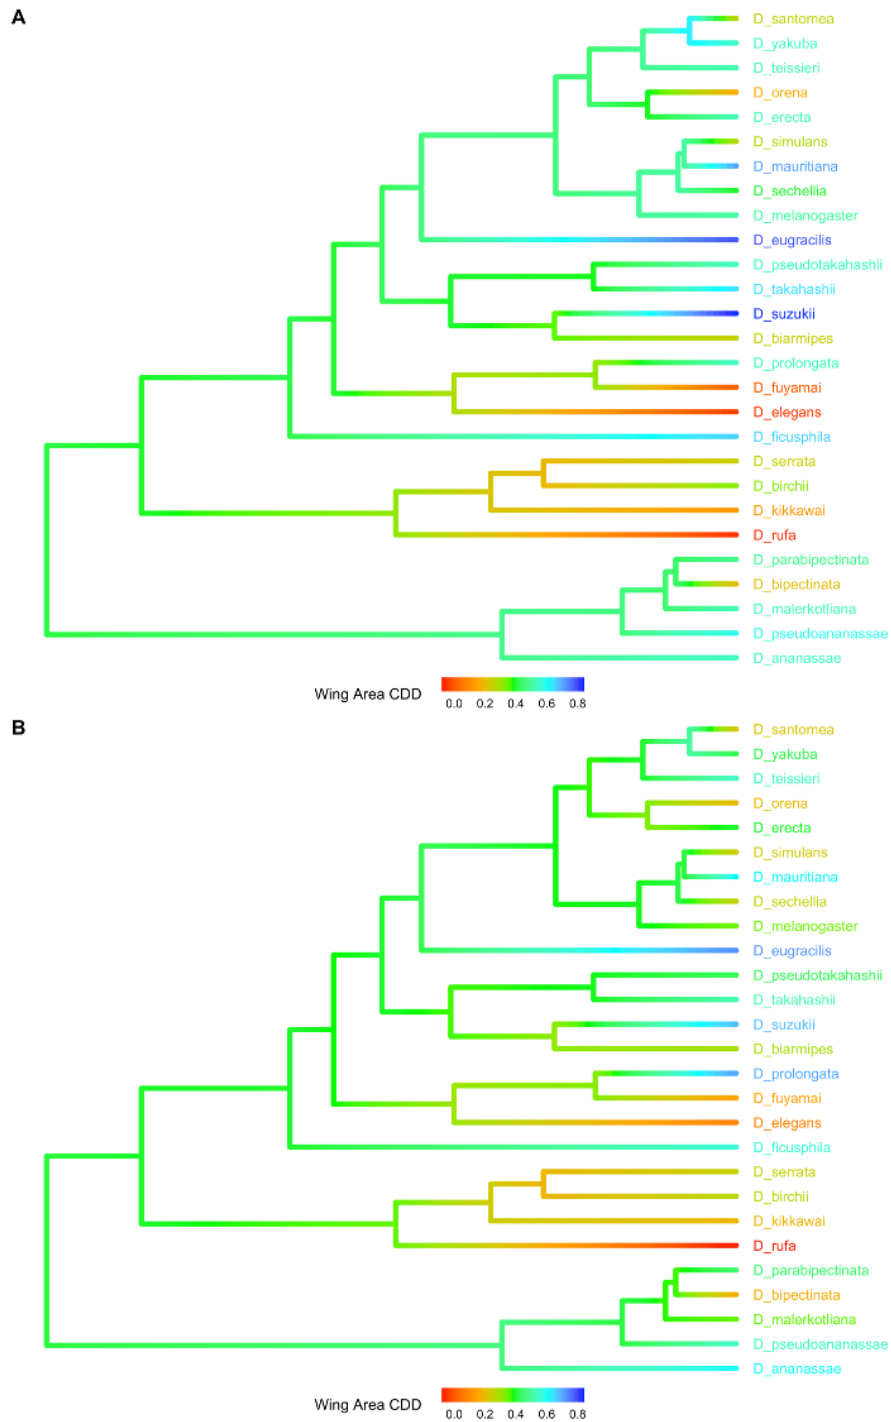 A
D_santomea
D_yakuba
D_teissieri
D_orena
D_erecta
D_simulans
D_mauritiana
D_sechellia
D_melanogaster
D_eugracilis
D_pseudotakahashii
D_takahashii
D_suzukii
D_biarmipes
D_prolongata
D_fuyamai
D_elegans
D_ficusphila
D_serrata
D_birchii
D_kikkawai
D_rufa
D_parabipectinata
D_bipectinata
D_malerkotliana
D_pseudoananassae
D_ananassae
Wing Area CDD
0.0 0.2 0.4 0.6 0.8
B
D_santomea
D_yakuba
D_teissieri
D_orena
D_erecta
D_simulans
D_mauritiana
D_sechellia
D_melanogaster
D_eugracilis
D_pseudotakahashii
D_takahashii
D_suzukii
D_biarmipes
D_prolongata
D_fuyamai
D_elegans
D_ficusphila
D_serrata
D_birchii
D_kikkawai
D_rufa
D_parabipectinata
D_bipectinata
D_malerkotliana
D_pseudoananassae
D_ananassae
Wing Area CDD
0.0 0.2 0.4 0.6 0.8